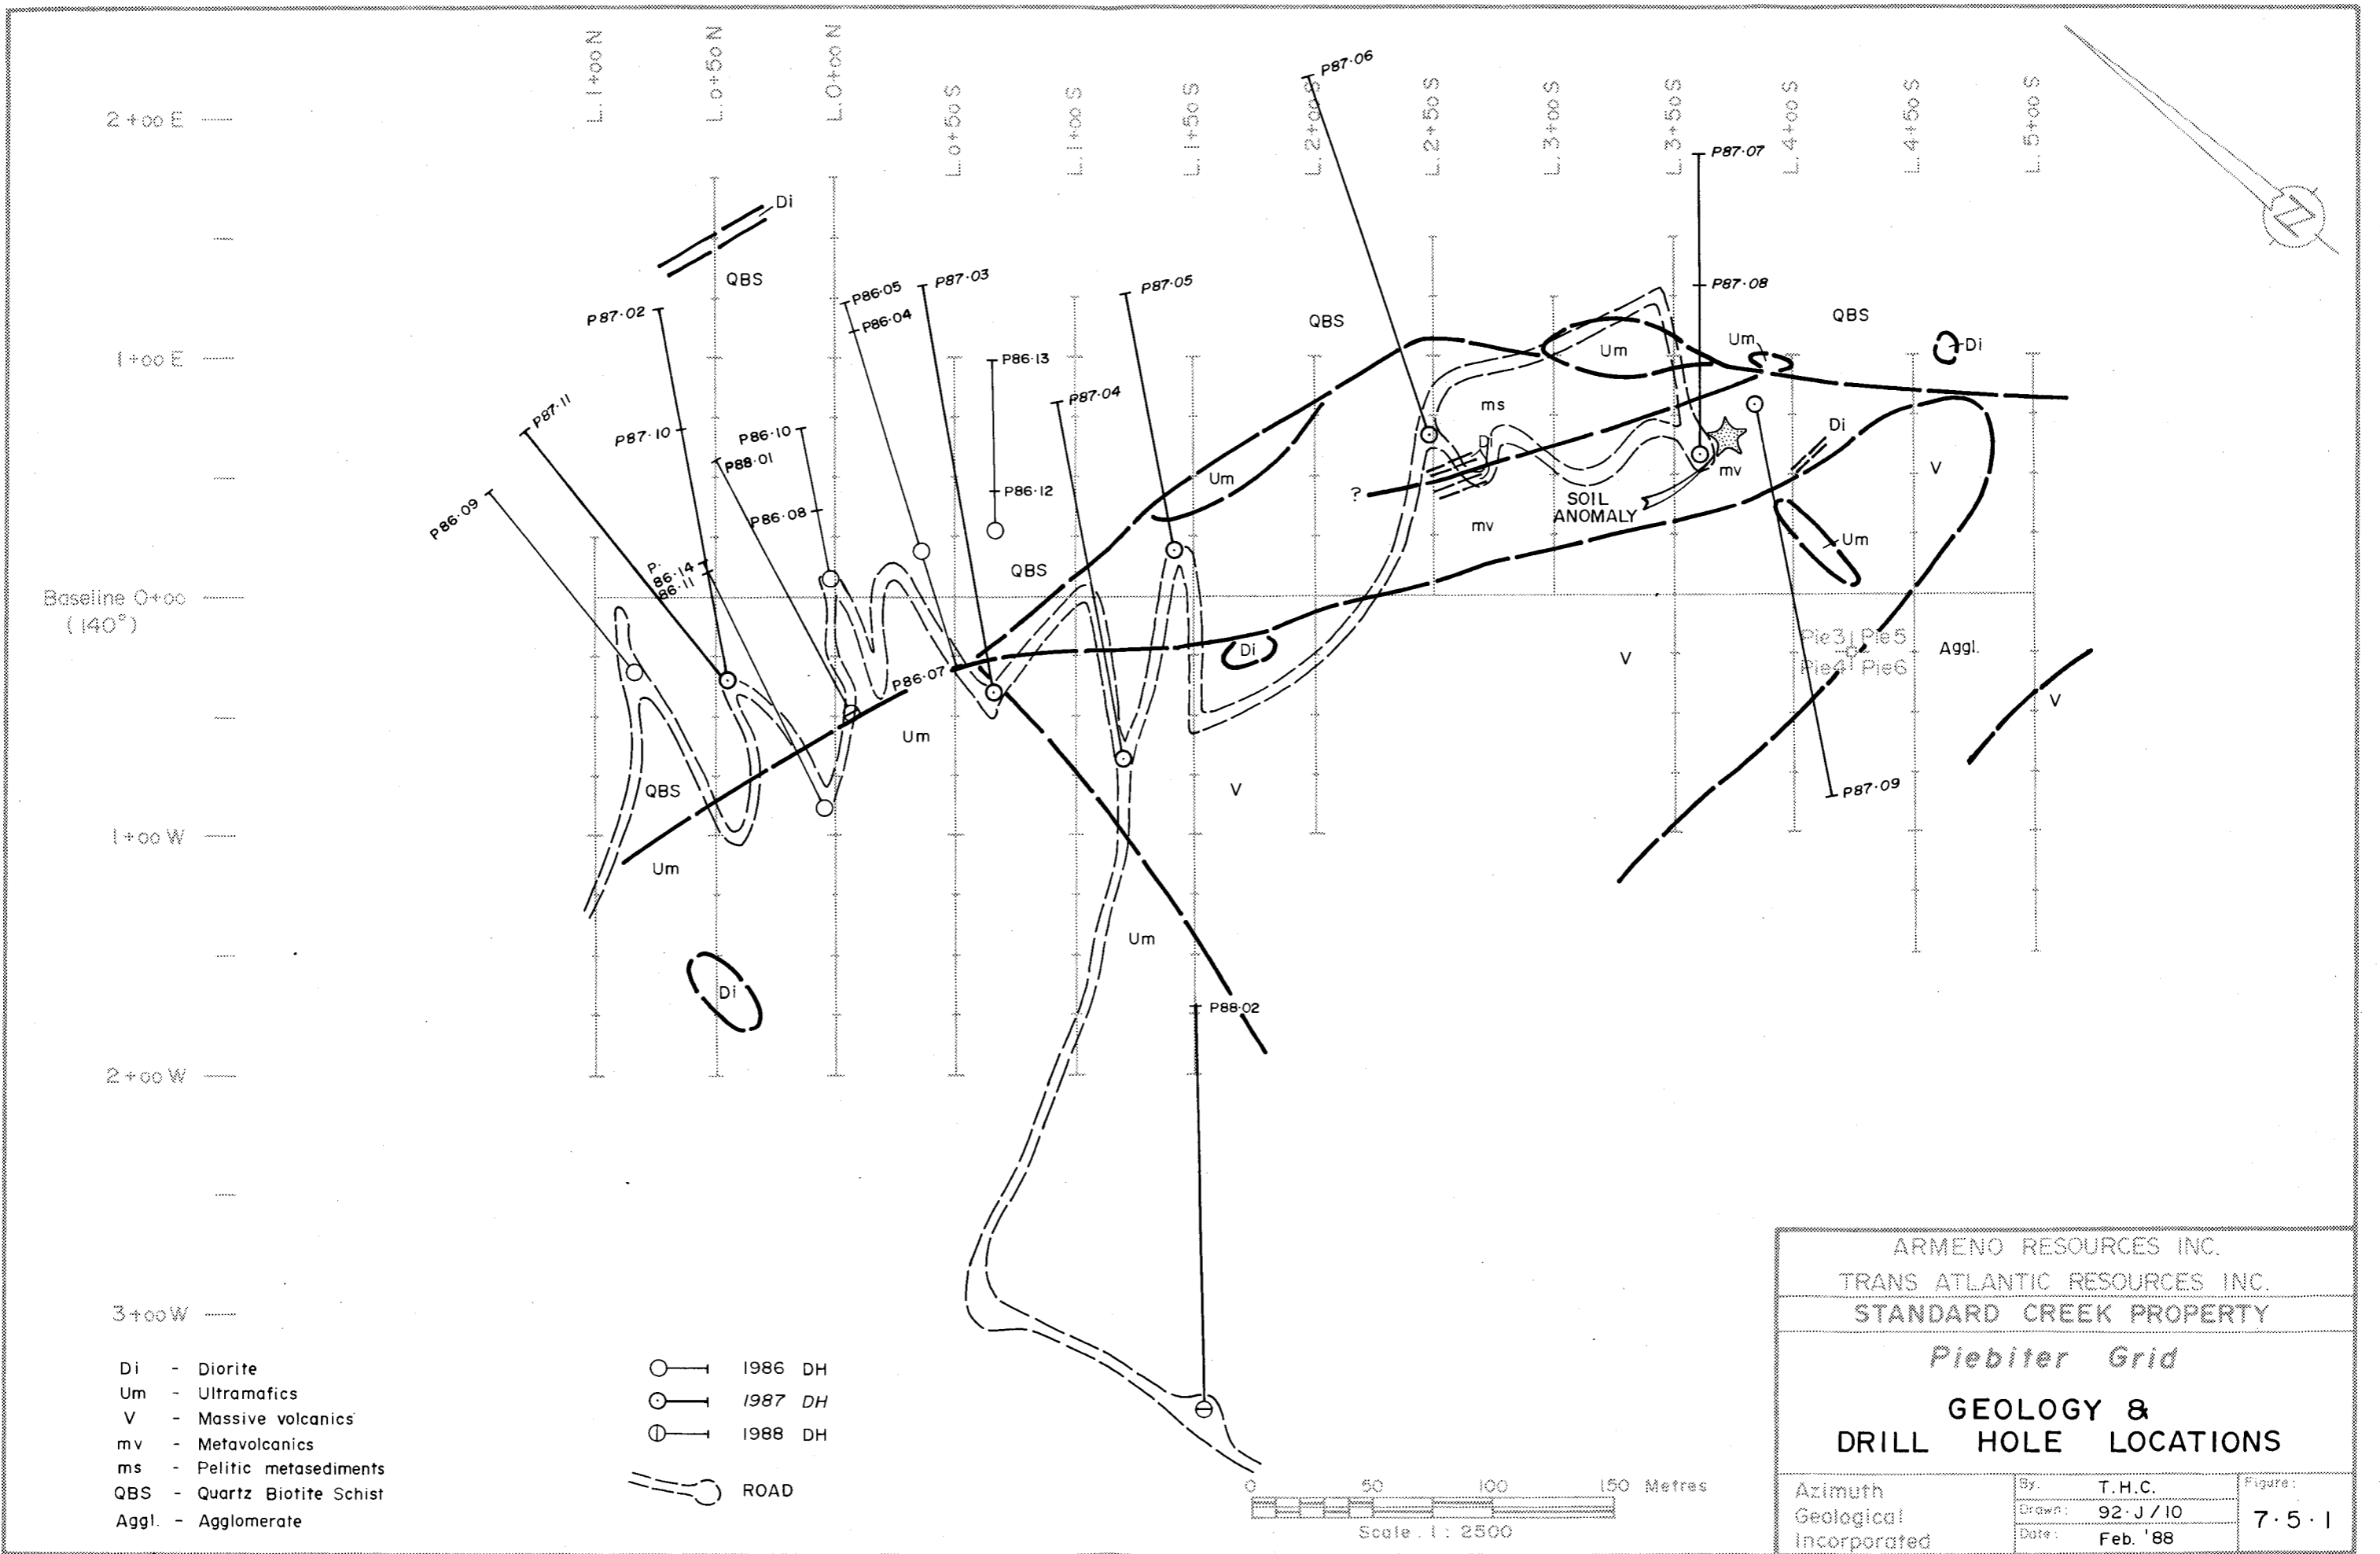 L. 1+00 N
L. 0+50 N
L. 0+00 N
L. 0+50 S
L. 1+00 S
L. 1+50 S
L. 2+00 S
L. 2+50 S
L. 3+00 S
L. 3+50 S
L. 4+00 S
L. 4+50 S
L. 5+00 S
N
2+00 E
1+00 E
Baseline 0+00
(140°)
1+00 W
2+00 W
3+00 W
P87·06
P87·07
P87·08
Di
QBS
P87·02
P86·05
P86·04
P87·03
P87·05
QBS
QBS
Um
Um
Di
P86·13
P87·04
P87·11
P87·10
P86·10
P88·01
P86·09
P86·08
P86·12
ms
Di
Di
Um
?
mv
SOIL
ANOMALY
mv
V
Um
P.
86·14
86·11
QBS
P86·07
Um
Di
V
Pie3 Pie5
Pie4 Pie6
Aggl.
V
QBS
V
P87·09
Um
Um
Di
P88·02
Di - Diorite
Um - Ultramafics
V - Massive volcanics
mv - Metavolcanics
ms - Pelitic metasediments
QBS - Quartz Biotite Schist
Aggl. - Agglomerate
1986 DH
1987 DH
1988 DH
ROAD
0 50 100 150 Metres
Scale . 1 : 2500
ARMENO RESOURCES INC.
TRANS ATLANTIC RESOURCES INC.
STANDARD CREEK PROPERTY
Piebiter Grid
GEOLOGY &
DRILL HOLE LOCATIONS
Azimuth
Geological
Incorporated
By: T.H.C.
Drawn: 92·J/10
Date: Feb. '88
Figure:
7·5·1